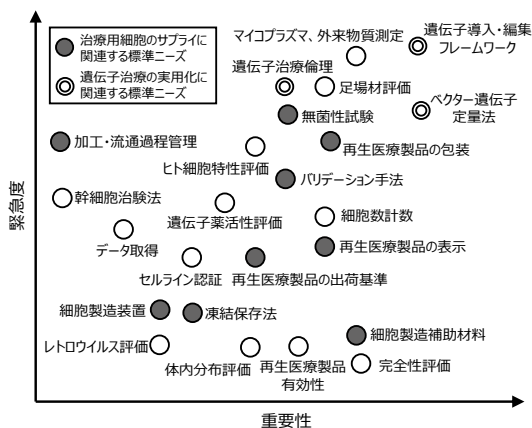 治療用細胞のサプライに
関連する標準ニーズ
遺伝子治療の実用化に
関連する標準ニーズ
マイコプラズマ、外来物質測定
遺伝子導入・編集
フレームワーク
遺伝子治療倫理
足場材評価
ベクター遺伝子
定量法
無菌性試験
加工・流通過程管理
再生医療製品の包装
ヒト細胞特性評価
バリデーション手法
幹細胞治験法
遺伝子薬活性評価
細胞数計数
データ取得
再生医療製品の表示
セルライン認証
再生医療製品の出荷基準
細胞製造装置
凍結保存法
細胞製造補助材料
レトロウイルス評価
体内分布評価
再生医療製品
有効性
完全性評価
緊急度
重要性